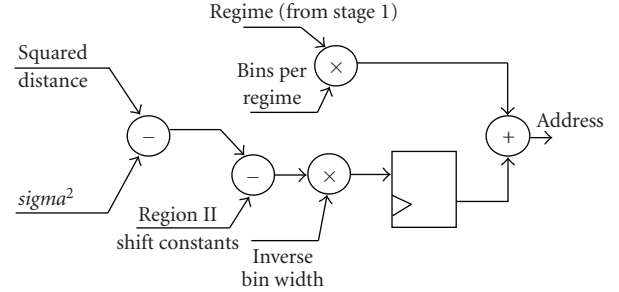 Regime (from stage 1)
Squared
distance
×
Bins per
regime
−
+
Address
−
×
sigma²
Region II
shift constants
Inverse
bin width